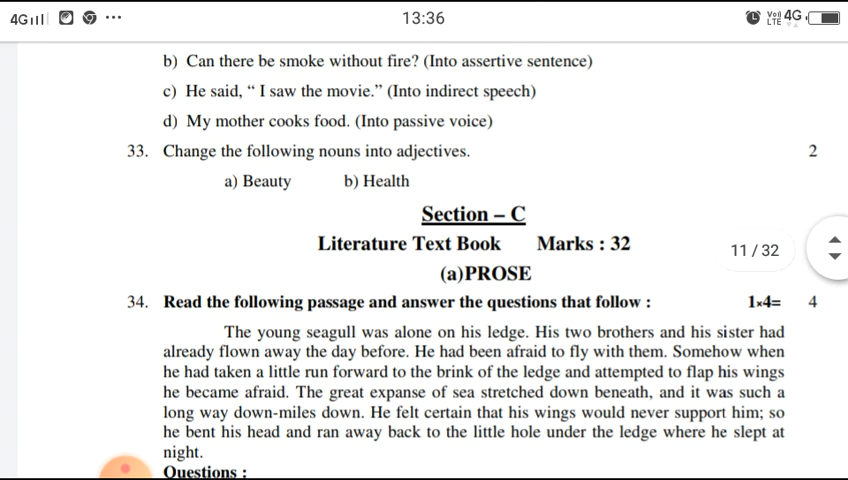 4G 13:36 VoI) LTE 4G
b) Can there be smoke without fire? (Into assertive sentence)
c) He said, “ I saw the movie.” (Into indirect speech)
d) My mother cooks food. (Into passive voice)
33. Change the following nouns into adjectives. 2
a) Beauty b) Health
Section – C
Literature Text Book Marks : 32
11 / 32
(a)PROSE
34. Read the following passage and answer the questions that follow : 1×4= 4
The young seagull was alone on his ledge. His two brothers and his sister had
already flown away the day before. He had been afraid to fly with them. Somehow when
he had taken a little run forward to the brink of the ledge and attempted to flap his wings
he became afraid. The great expanse of sea stretched down beneath, and it was such a
long way down-miles down. He felt certain that his wings would never support him; so
he bent his head and ran away back to the little hole under the ledge where he slept at
night.
Questions :